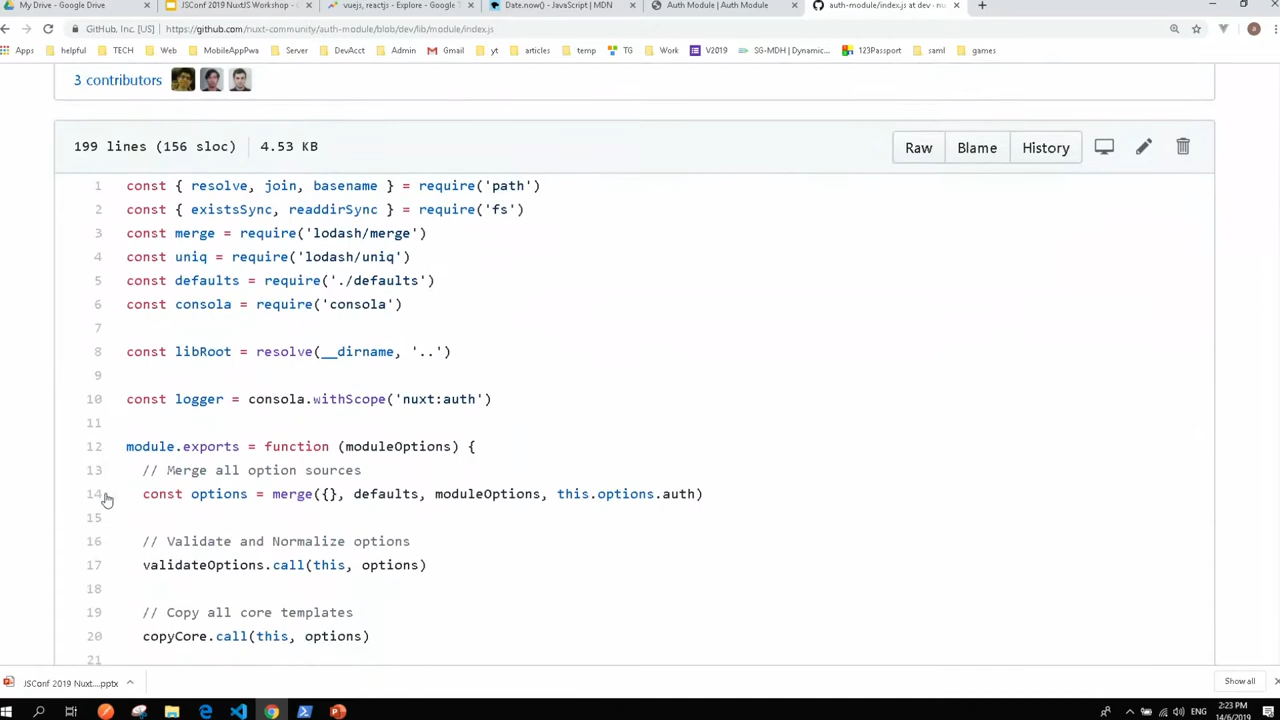 My Drive - Google Drive
JSConf 2019 NuxtJS Workshop -
vuejs, reactjs - Explore - Google T
Date.now() - JavaScript | MDN
Auth Module | Auth Module
auth-module/index.js at dev · nu
GitHub, Inc. [US] | https://github.com/nuxt-community/auth-module/blob/dev/lib/module/index.js
Apps helpful TECH Web MobileAppPwa Server DevAcct Admin Gmail yt articles temp TG Work V2019 SG-MDH | Dynamic... 123Passport saml games
3 contributors
199 lines (156 sloc) 4.53 KB
Raw Blame History
1 const { resolve, join, basename } = require('path')
2 const { existsSync, readdirSync } = require('fs')
3 const merge = require('lodash/merge')
4 const uniq = require('lodash/uniq')
5 const defaults = require('./defaults')
6 const consola = require('consola')
7
8 const libRoot = resolve(__dirname, '..')
9
10 const logger = consola.withScope('nuxt:auth')
11
12 module.exports = function (moduleOptions) {
13 // Merge all option sources
14 const options = merge({}, defaults, moduleOptions, this.options.auth)
15
16 // Validate and Normalize options
17 validateOptions.call(this, options)
18
19 // Copy all core templates
20 copyCore.call(this, options)
21
JSConf 2019 Nuxt....pptx
Show all
ENG
2:23 PM
14/6/2019